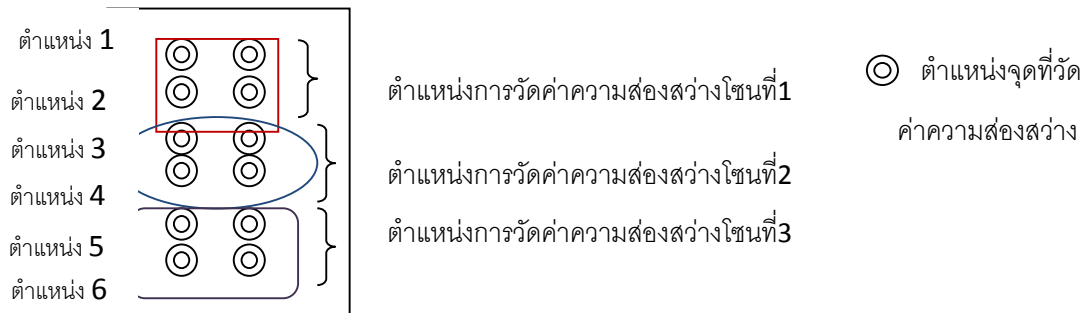 ตำแหน่ง 1
ตำแหน่ง 2
ตำแหน่ง 3
ตำแหน่ง 4
ตำแหน่ง 5
ตำแหน่ง 6
ตำแหน่งการวัดค่าความส่องสว่างโซนที่1
ตำแหน่งการวัดค่าความส่องสว่างโซนที่2
ตำแหน่งการวัดค่าความส่องสว่างโซนที่3
ตำแหน่งจุดที่วัด
ค่าความส่องสว่าง